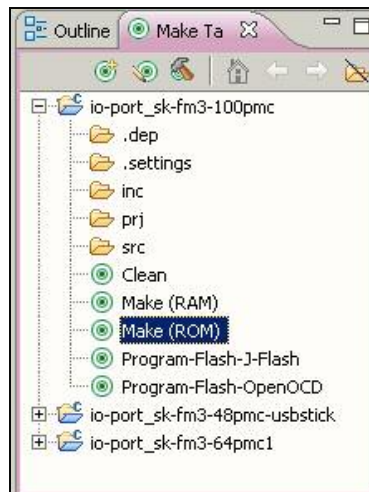 Outline Make Ta
io-port_sk-fm3-100pmc
.dep
.settings
inc
prj
src
Clean
Make (RAM)
Make (ROM)
Program-Flash-J-Flash
Program-Flash-OpenOCD
io-port_sk-fm3-48pmc-usbstick
io-port_sk-fm3-64pmc1